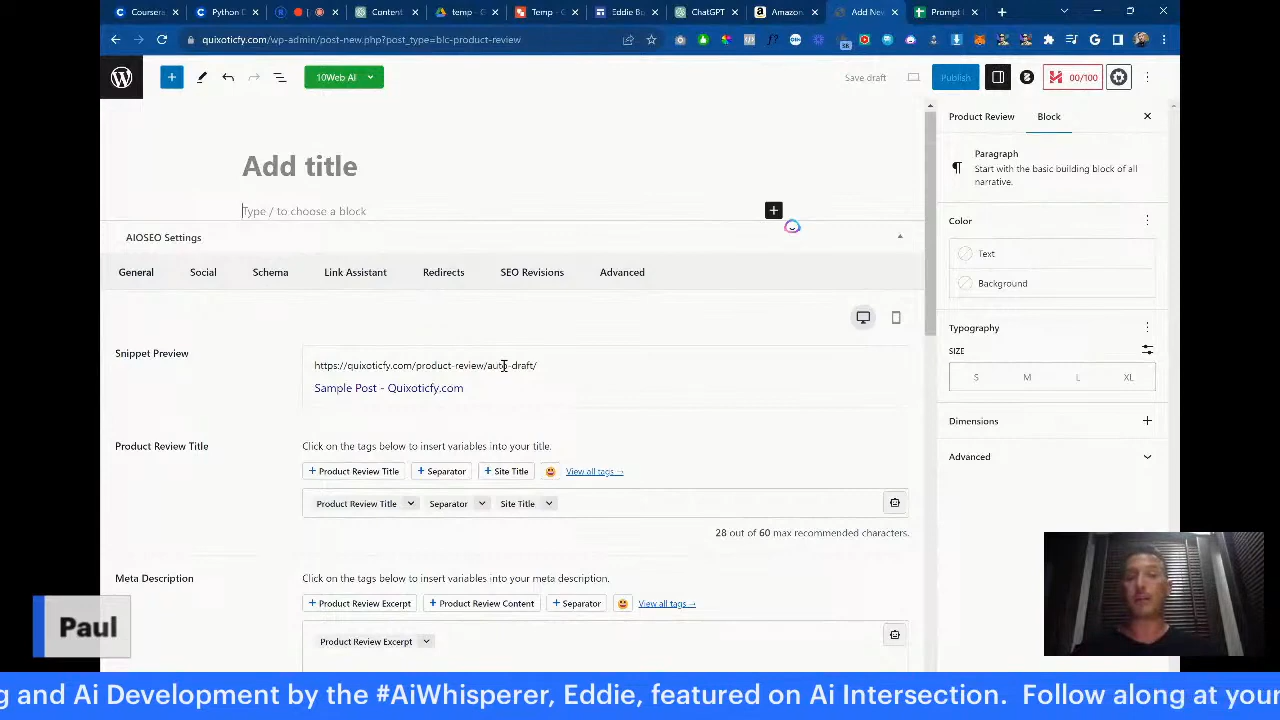 Coursera
Python D
Content
temp - G
Temp - G
Eddie Bu
ChatGPT
Amazon
Add New
Prompt
quixoticfy.com/wp-admin/post-new.php?post_type=blc-product-review
10Web AI
Save draft
Publish
00/100
Add title
Type / to choose a block
Product Review
Block
Paragraph
Start with the basic building block of all
narrative.
Color
Text
Background
Typography
SIZE
S M L XL
Dimensions
Advanced
AIOSEO Settings
General Social Schema Link Assistant Redirects SEO Revisions Advanced
Snippet Preview
https://quixoticfy.com/product-review/auto-draft/
Sample Post - Quixoticfy.com
Product Review Title
Click on the tags below to insert variables into your title.
+ Product Review Title + Separator + Site Title View all tags →
Product Review Title Separator Site Title
28 out of 60 max recommended characters.
Meta Description
Click on the tags below to insert variables into your meta description.
+ Product Review Excerpt + Product Review Content + Separator View all tags →
Product Review Excerpt
Paul
g and Ai Development by the #AiWhisperer, Eddie, featured on Ai Intersection. Follow along at your